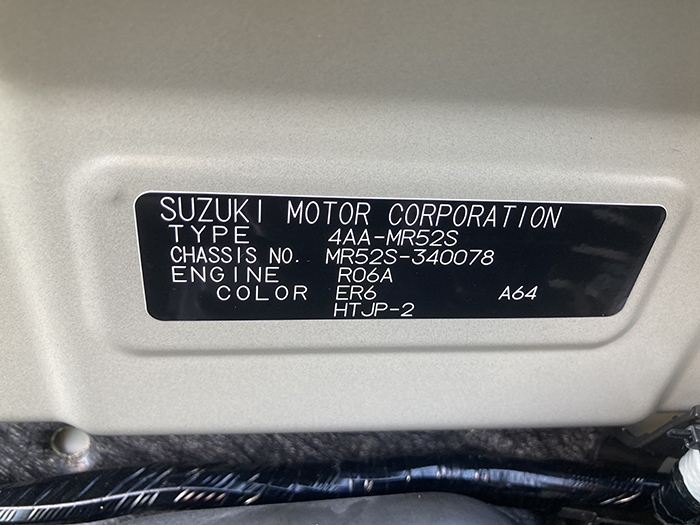 SUZUKI MOTOR CORPORATION
TYPE 4AA-MR52S
CHASSIS NO. MR52S-340078
ENGINE R06A
COLOR ER6 A64
HTJP-2